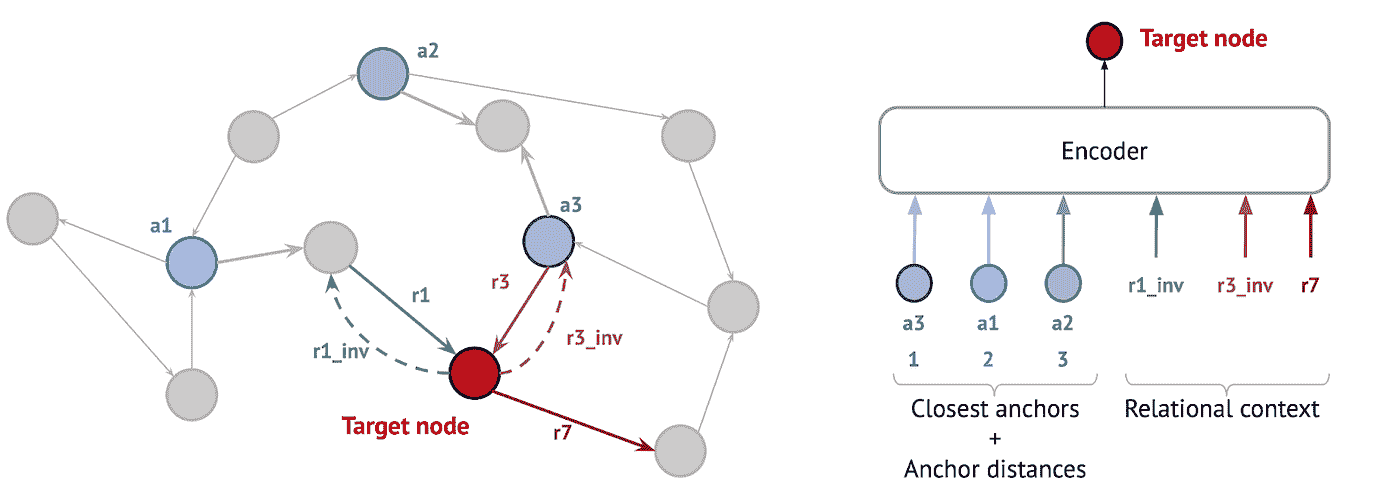 a2
a1
a3
r1
r3
r1_inv
r3_inv
Target node
r7
Target node
Encoder
r1_inv r3_inv r7
a3 a1 a2
1 2 3
Closest anchors
+
Anchor distances
Relational context